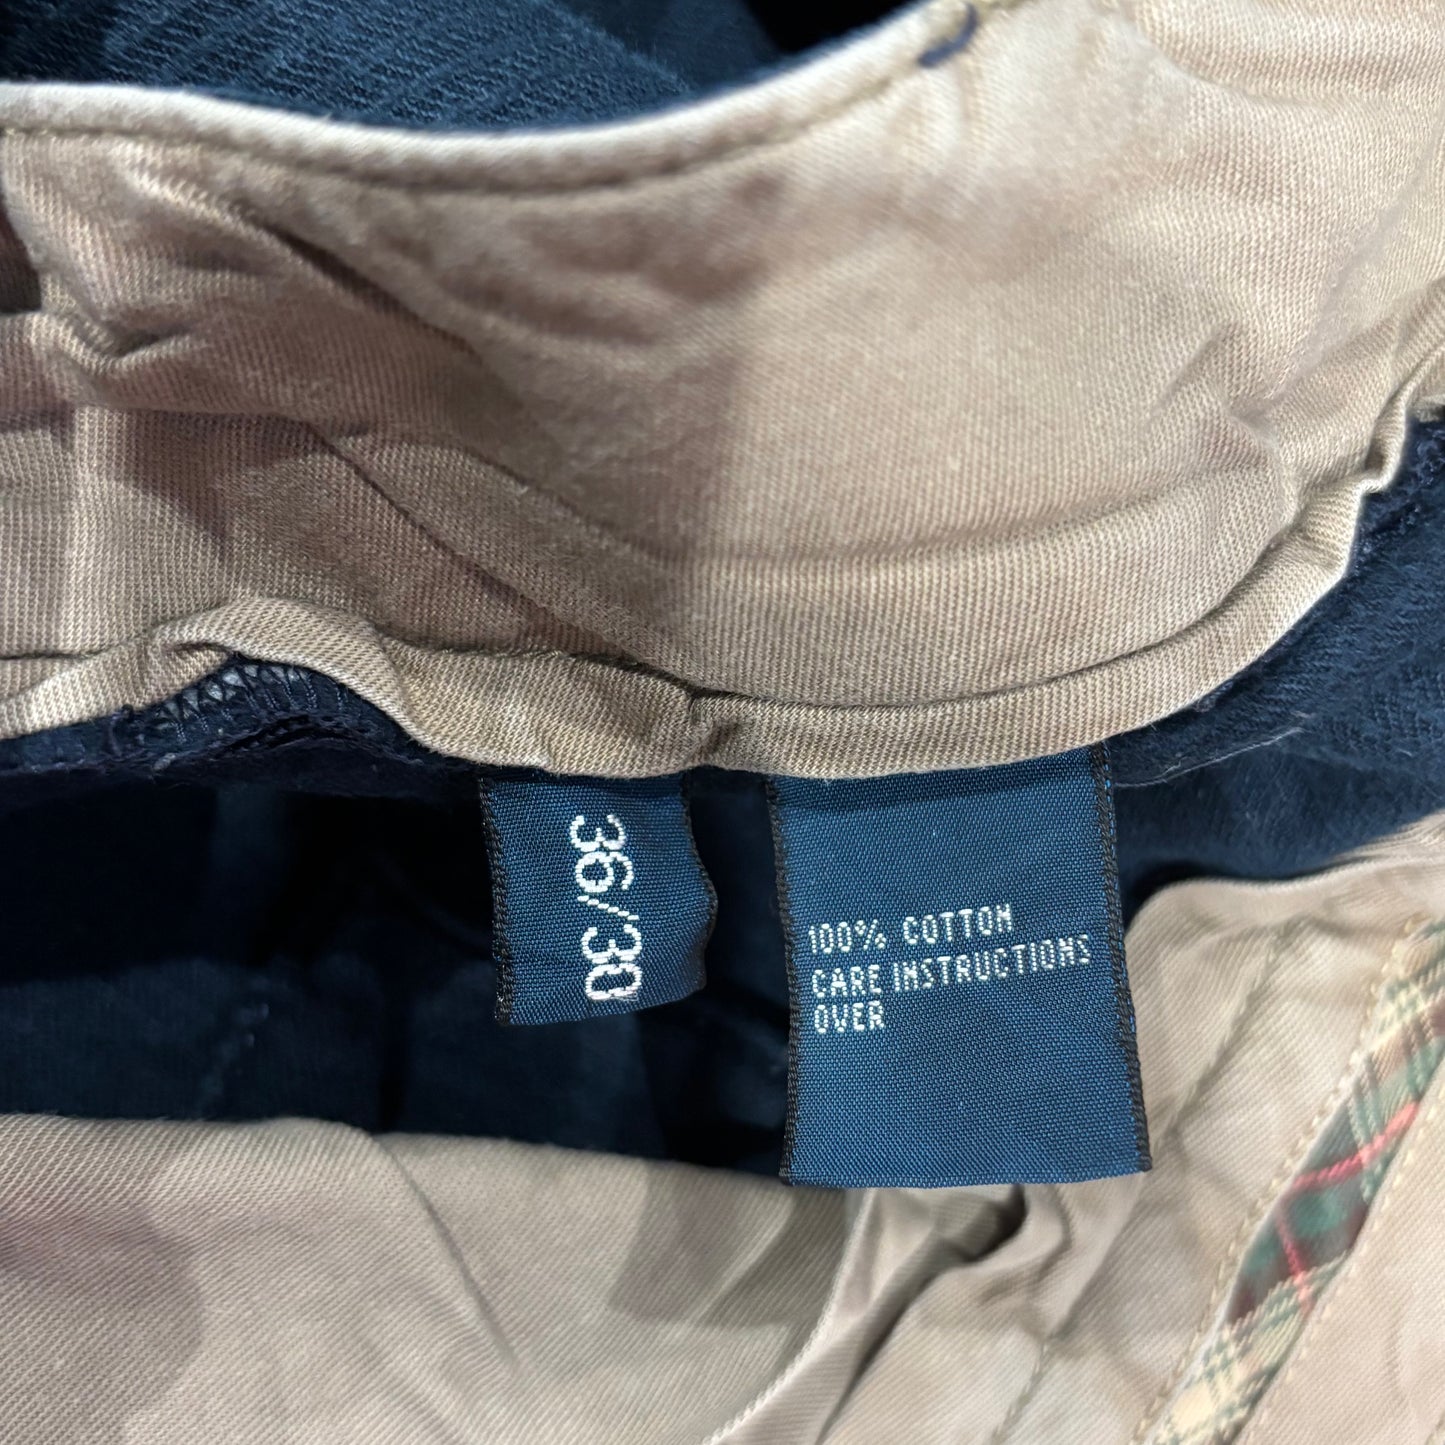 36/30
100% COTTON
CARE INSTRUCTIONS
OVER